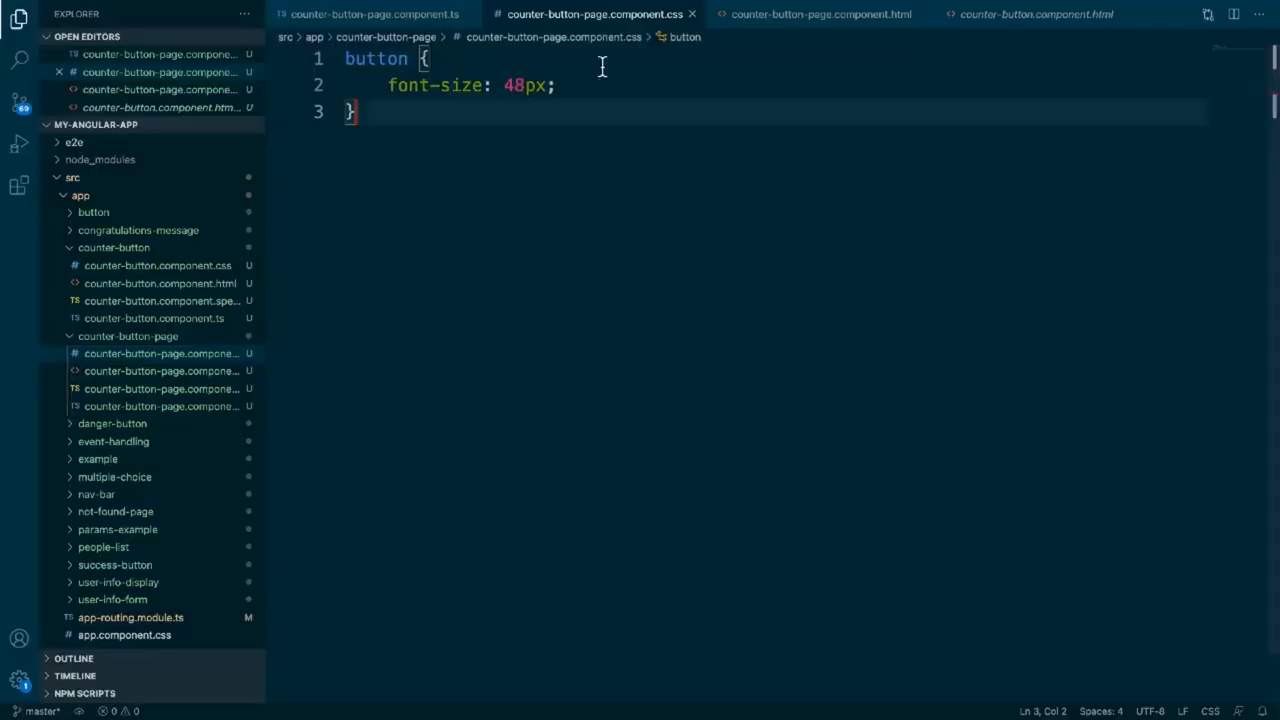 EXPLORER
counter-button-page.component.ts
counter-button-page.component.css
counter-button-page.component.html
counter-button.component.html
OPEN EDITORS
src > app > counter-button-page > # counter-button-page.component.css > button
counter-button-page.compone... U
# counter-button-page.compone... U
counter-button-page.compone... U
counter-button.component.htm... U
MY-ANGULAR-APP
e2e
node_modules
src
app
button
congratulations-message
counter-button
# counter-button.component.css U
<> counter-button.component.html U
TS counter-button.component.spe... U
TS counter-button.component.ts U
counter-button-page
# counter-button-page.compone... U
<> counter-button-page.compone... U
TS counter-button-page.compone... U
TS counter-button-page.compone... U
danger-button
event-handling
example
multiple-choice
nav-bar
not-found-page
params-example
people-list
success-button
user-info-display
user-info-form
TS app-routing.module.ts M
# app.component.css
OUTLINE
TIMELINE
NPM SCRIPTS
69
1
1 button {
2 font-size: 48px;
3 }
master* 0 0
Ln 3, Col 2 Spaces: 4 UTF-8 LF CSS